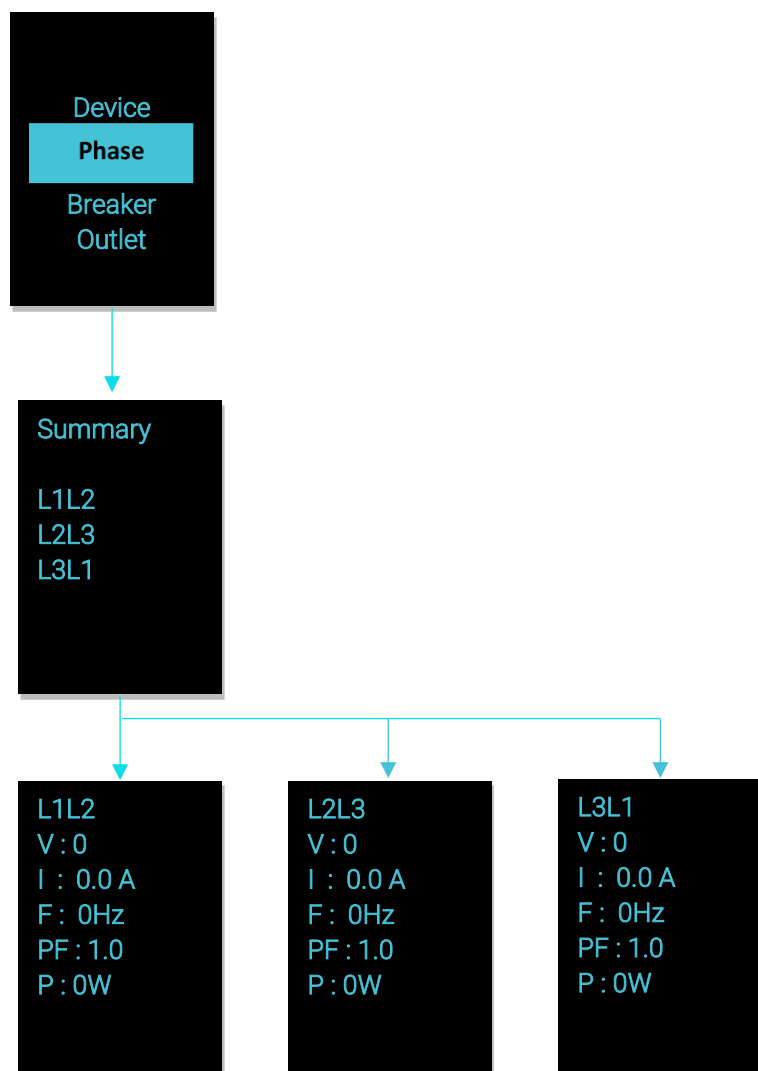 Device
Phase
Breaker
Outlet
Summary
L1L2
L2L3
L3L1
L1L2
V : 0
I : 0.0 A
F : 0Hz
PF : 1.0
P : 0W
L2L3
V : 0
I : 0.0 A
F : 0Hz
PF : 1.0
P : 0W
L3L1
V : 0
I : 0.0 A
F : 0Hz
PF : 1.0
P : 0W